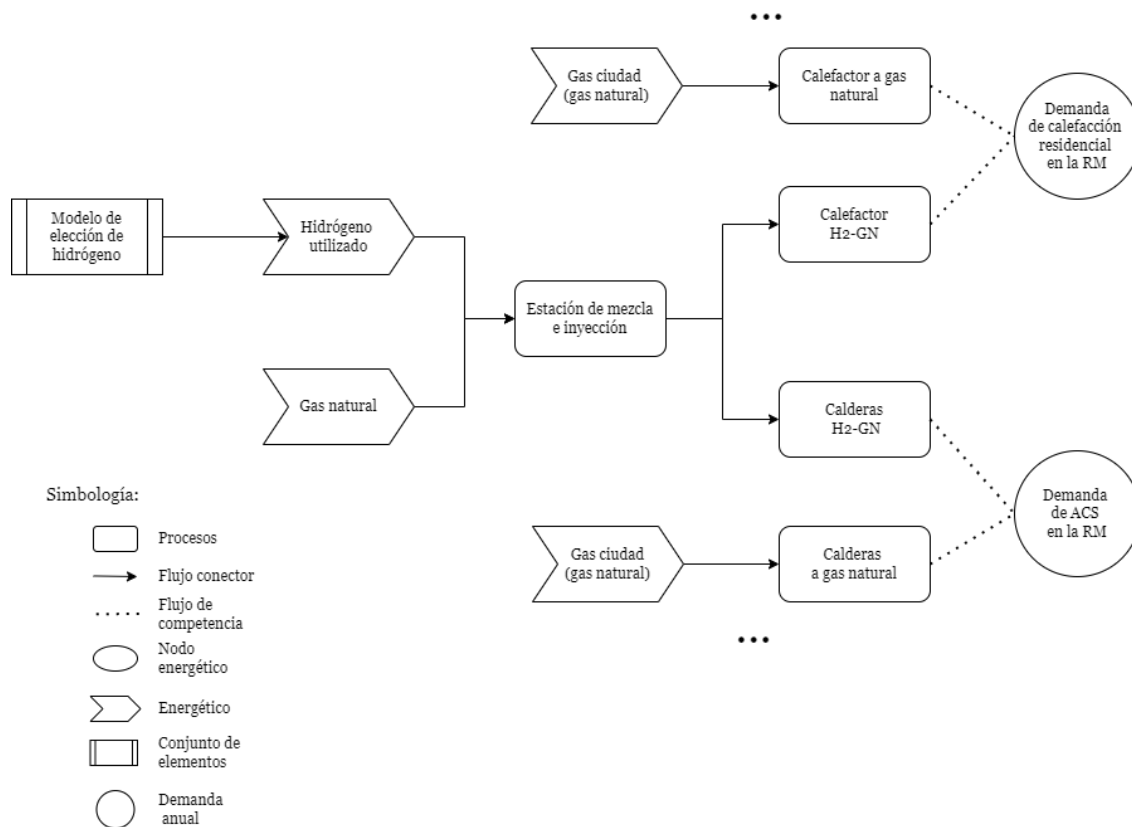 •••
Gas ciudad
(gas natural)
Calefactor a gas
natural
Demanda
de calefacción
residencial
en la RM
Modelo de
elección de
hidrógeno
Hidrógeno
utilizado
Calefactor
H2-GN
Estación de mezcla
e inyección
Gas natural
Calderas
H2-GN
Demanda
de ACS
en la RM
Gas ciudad
(gas natural)
Calderas
a gas natural
•••
Simbología:
Procesos
Flujo conector
Flujo de
competencia
Nodo
energético
Energético
Conjunto de
elementos
Demanda
anual